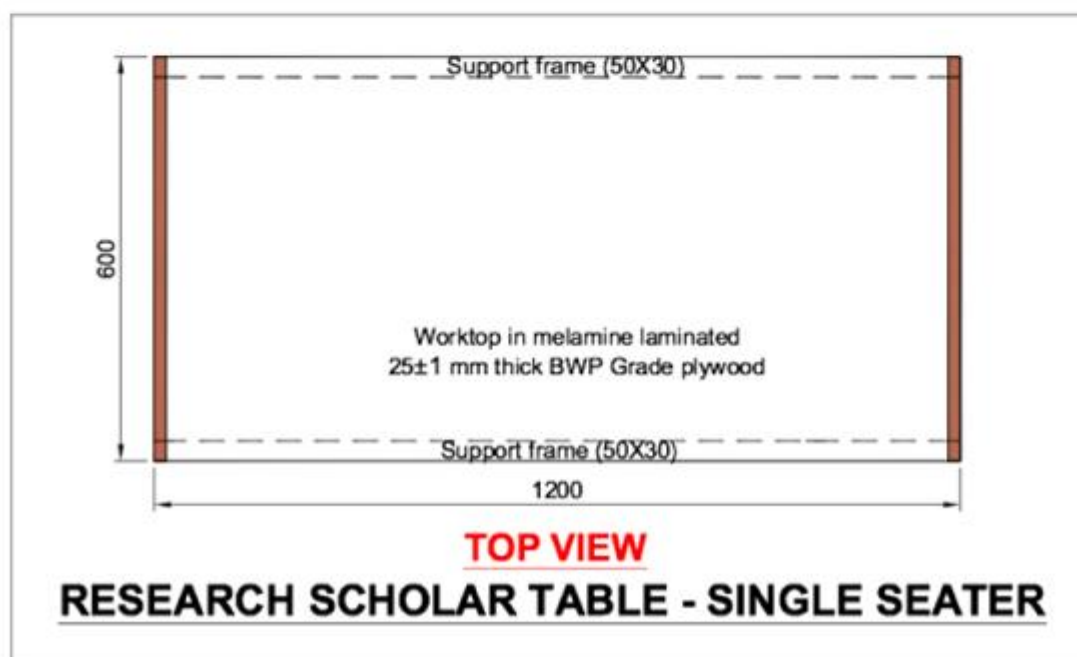 Support frame (50X30)
600
Worktop in melamine laminated
25±1 mm thick BWP Grade plywood
Support frame (50X30)
1200
TOP VIEW
RESEARCH SCHOLAR TABLE - SINGLE SEATER